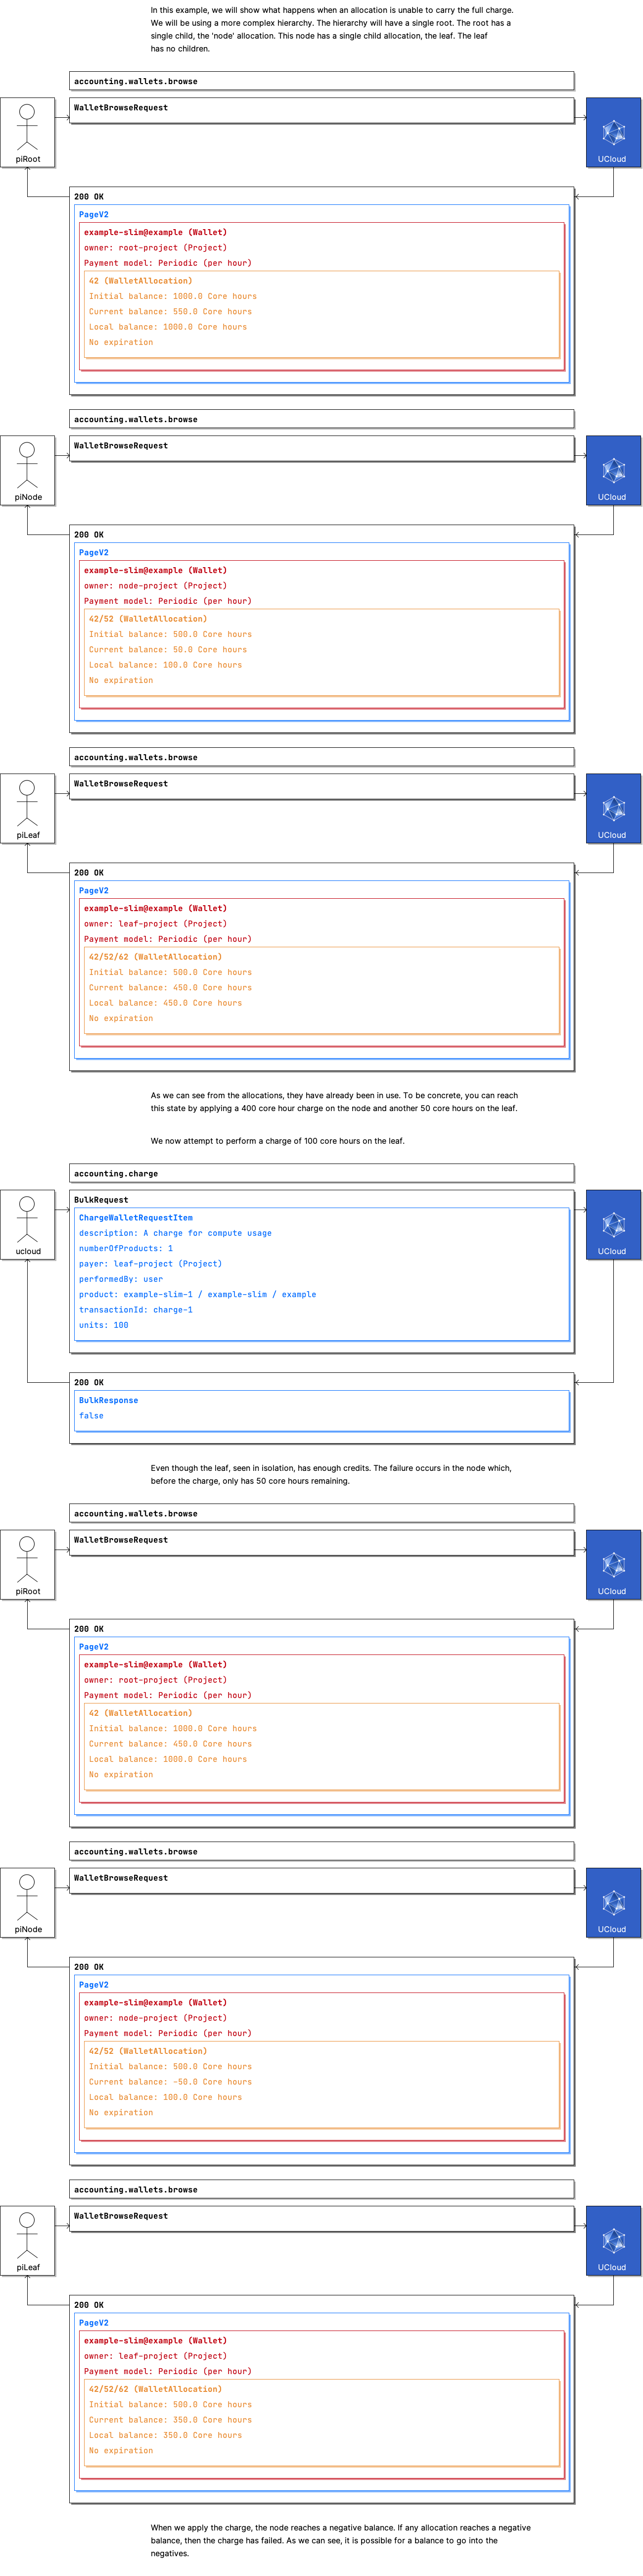 In this example, we will show what happens when an allocation is unable to carry the full charge.
We will be using a more complex hierarchy. The hierarchy will have a single root. The root has a
single child, the 'node' allocation. This node has a single child allocation, the leaf. The leaf
has no children.
accounting.wallets.browse
WalletBrowseRequest
piRoot
UCloud
200 OK
PageV2
example-slim@example (Wallet)
owner: root-project (Project)
Payment model: Periodic (per hour)
42 (WalletAllocation)
Initial balance: 1000.0 Core hours
Current balance: 550.0 Core hours
Local balance: 1000.0 Core hours
No expiration
accounting.wallets.browse
WalletBrowseRequest
piNode
UCloud
200 OK
PageV2
example-slim@example (Wallet)
owner: node-project (Project)
Payment model: Periodic (per hour)
42/52 (WalletAllocation)
Initial balance: 500.0 Core hours
Current balance: 50.0 Core hours
Local balance: 100.0 Core hours
No expiration
accounting.wallets.browse
WalletBrowseRequest
piLeaf
UCloud
200 OK
PageV2
example-slim@example (Wallet)
owner: leaf-project (Project)
Payment model: Periodic (per hour)
42/52/62 (WalletAllocation)
Initial balance: 500.0 Core hours
Current balance: 450.0 Core hours
Local balance: 450.0 Core hours
No expiration
As we can see from the allocations, they have already been in use. To be concrete, you can reach
this state by applying a 400 core hour charge on the node and another 50 core hours on the leaf.
We now attempt to perform a charge of 100 core hours on the leaf.
accounting.charge
BulkRequest
ChargeWalletRequestItem
description: A charge for compute usage
numberOfProducts: 1
payer: leaf-project (Project)
performedBy: user
product: example-slim-1 / example-slim / example
transactionId: charge-1
units: 100
ucloud
UCloud
200 OK
BulkResponse
false
Even though the leaf, seen in isolation, has enough credits. The failure occurs in the node which,
before the charge, only has 50 core hours remaining.
accounting.wallets.browse
WalletBrowseRequest
piRoot
UCloud
200 OK
PageV2
example-slim@example (Wallet)
owner: root-project (Project)
Payment model: Periodic (per hour)
42 (WalletAllocation)
Initial balance: 1000.0 Core hours
Current balance: 450.0 Core hours
Local balance: 1000.0 Core hours
No expiration
accounting.wallets.browse
WalletBrowseRequest
piNode
UCloud
200 OK
PageV2
example-slim@example (Wallet)
owner: node-project (Project)
Payment model: Periodic (per hour)
42/52 (WalletAllocation)
Initial balance: 500.0 Core hours
Current balance: -50.0 Core hours
Local balance: 100.0 Core hours
No expiration
accounting.wallets.browse
WalletBrowseRequest
piLeaf
UCloud
200 OK
PageV2
example-slim@example (Wallet)
owner: leaf-project (Project)
Payment model: Periodic (per hour)
42/52/62 (WalletAllocation)
Initial balance: 500.0 Core hours
Current balance: 350.0 Core hours
Local balance: 350.0 Core hours
No expiration
When we apply the charge, the node reaches a negative balance. If any allocation reaches a negative
balance, then the charge has failed. As we can see, it is possible for a balance to go into the
negatives.